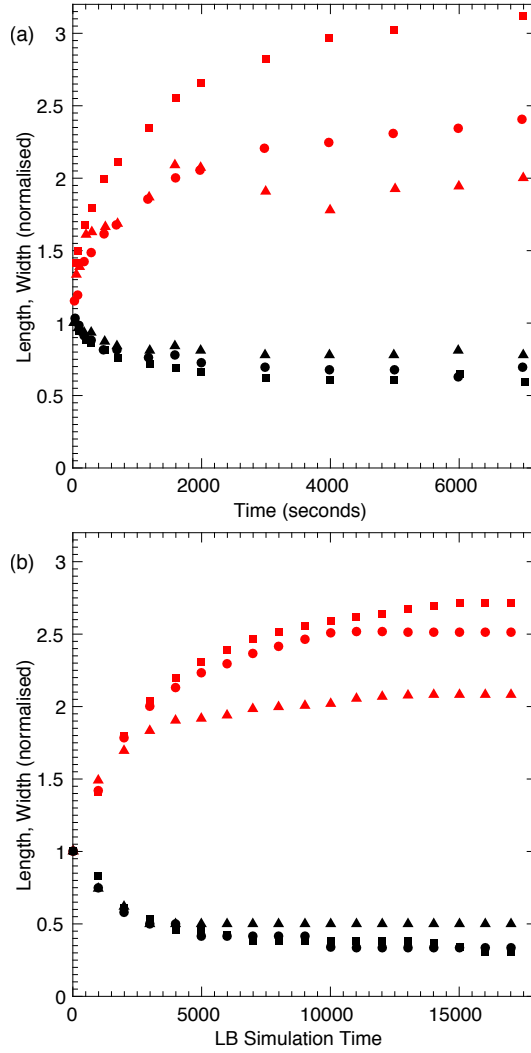 (a)
3
2.5
2
1.5
1
0.5
0
Length, Width (normalised)
0 2000 4000 6000
Time (seconds)
(b)
3
2.5
2
1.5
1
0.5
0
Length, Width (normalised)
0 5000 10000 15000
LB Simulation Time